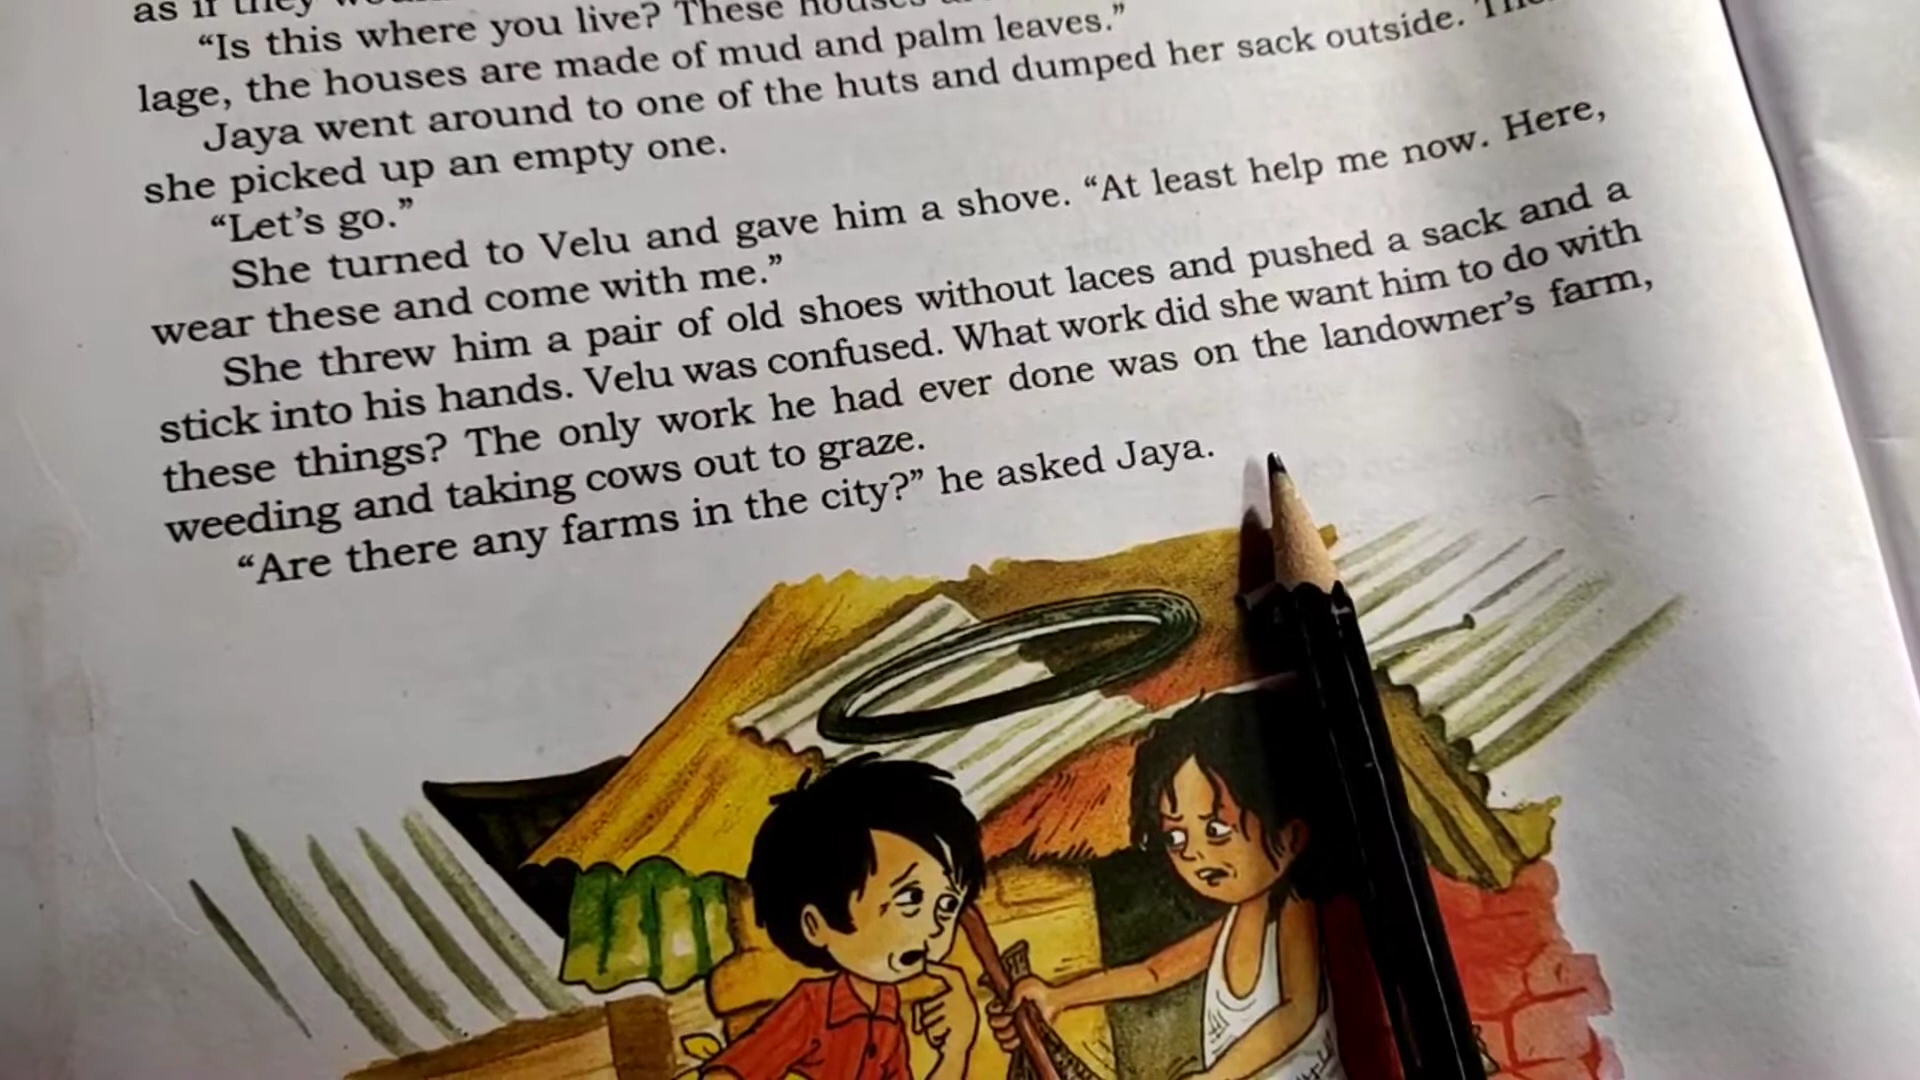 as if they
“Is this where you live? These houses
lage, the houses are made of mud and palm leaves.”
Jaya went around to one of the huts and dumped her sack outside.
she picked up an empty one.
“Let’s go.”
She turned to Velu and gave him a shove. “At least help me now. Here,
wear these and come with me.”
She threw him a pair of old shoes without laces and pushed a sack and a
stick into his hands. Velu was confused. What work did she want him to do with
these things? The only work he had ever done was on the landowner’s farm,
weeding and taking cows out to graze.
“Are there any farms in the city?” he asked Jaya.